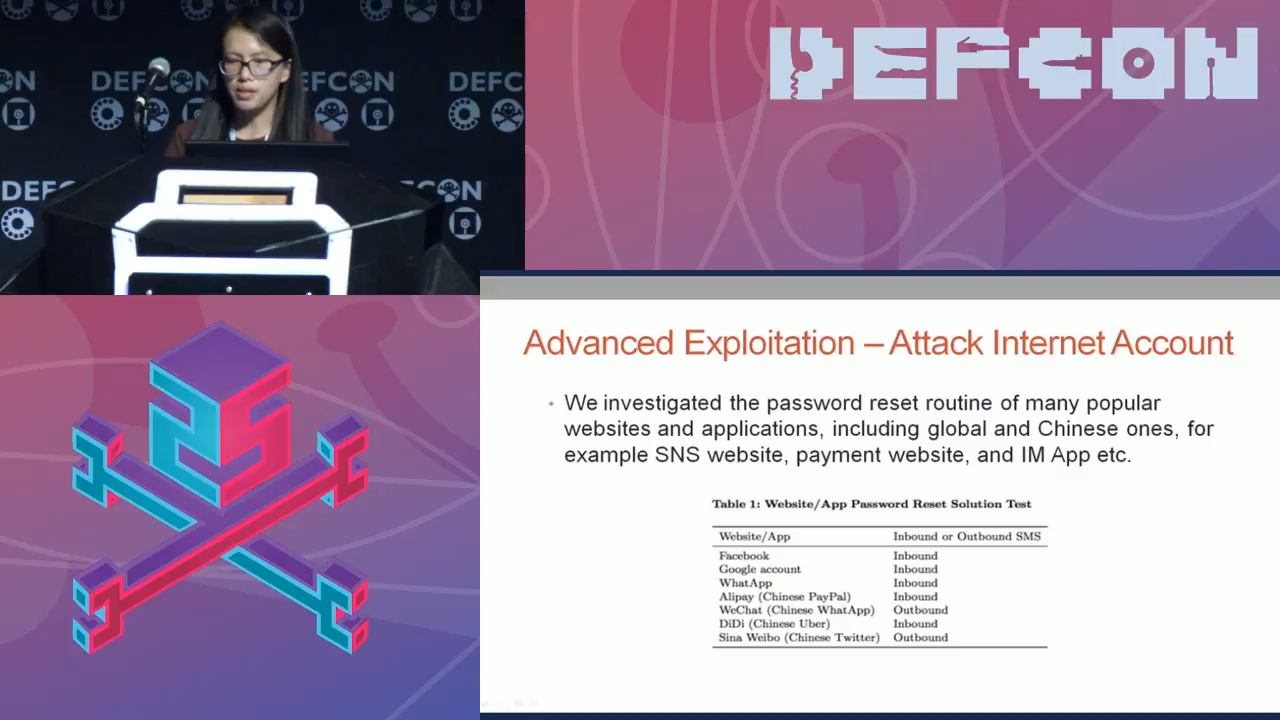 DEFCON
DEFCON
DEFCON
DEFCON
Advanced Exploitation – Attack Internet Account
• We investigated the password reset routine of many popular
websites and applications, including global and Chinese ones, for
example SNS website, payment website, and IM App etc.
Table 1: Website/App Password Reset Solution Test
Website/App Inbound or Outbound SMS
Facebook Inbound
Google account Inbound
WhatApp Inbound
Alipay (Chinese PayPal) Inbound
WeChat (Chinese WhatApp) Outbound
DiDi (Chinese Uber) Inbound
Sina Weibo (Chinese Twitter) Outbound